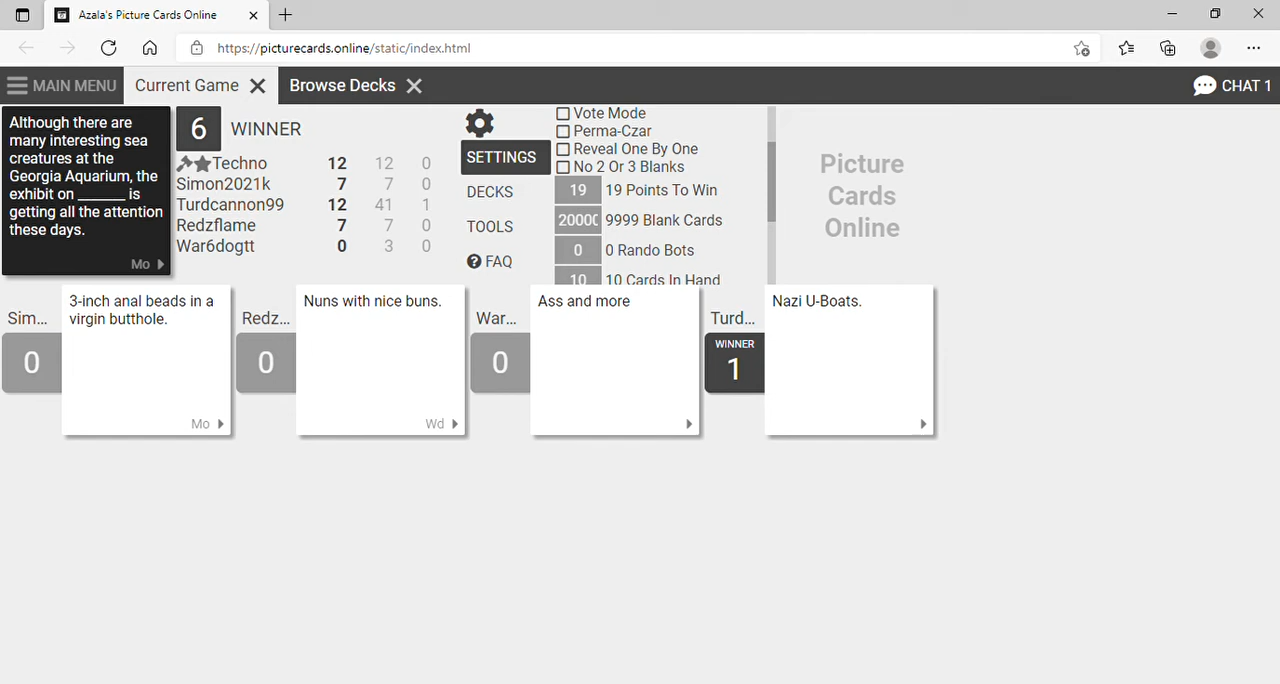 Azala's Picture Cards Online
https://picturecards.online/static/index.html
MAIN MENU
Current Game
Browse Decks
CHAT 1
Although there are
many interesting sea
creatures at the
Georgia Aquarium, the
exhibit on ______ is
getting all the attention
these days.
Mo
6 WINNER
Techno 12 12 0
Simon2021k 7 7 0
Turdcannon99 12 41 1
Redzflame 7 7 0
War6dogtt 0 3 0
SETTINGS
DECKS
TOOLS
FAQ
Vote Mode
Perma-Czar
Reveal One By One
No 2 Or 3 Blanks
19 19 Points To Win
20000 9999 Blank Cards
0 0 Rando Bots
10 10 Cards In Hand
Picture
Cards
Online
Sim...
0
3-inch anal beads in a
virgin butthole.
Mo
Redz...
0
Nuns with nice buns.
Wd
War...
0
Ass and more
Turd...
WINNER
1
Nazi U-Boats.